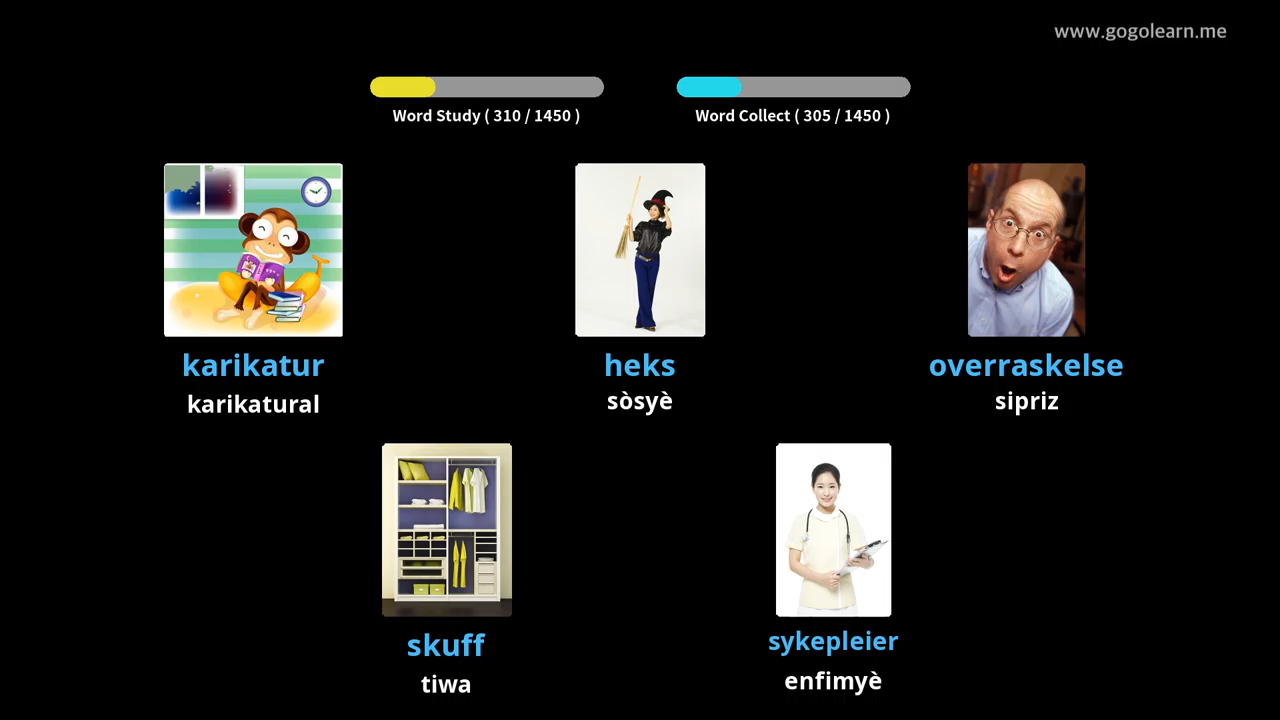 www.gogolearn.me
Word Study ( 310 / 1450 )
Word Collect ( 305 / 1450 )
karikatur
karikatural
heks
sòsyè
overraskelse
sipriz
skuff
tiwa
sykepleier
enfimyè